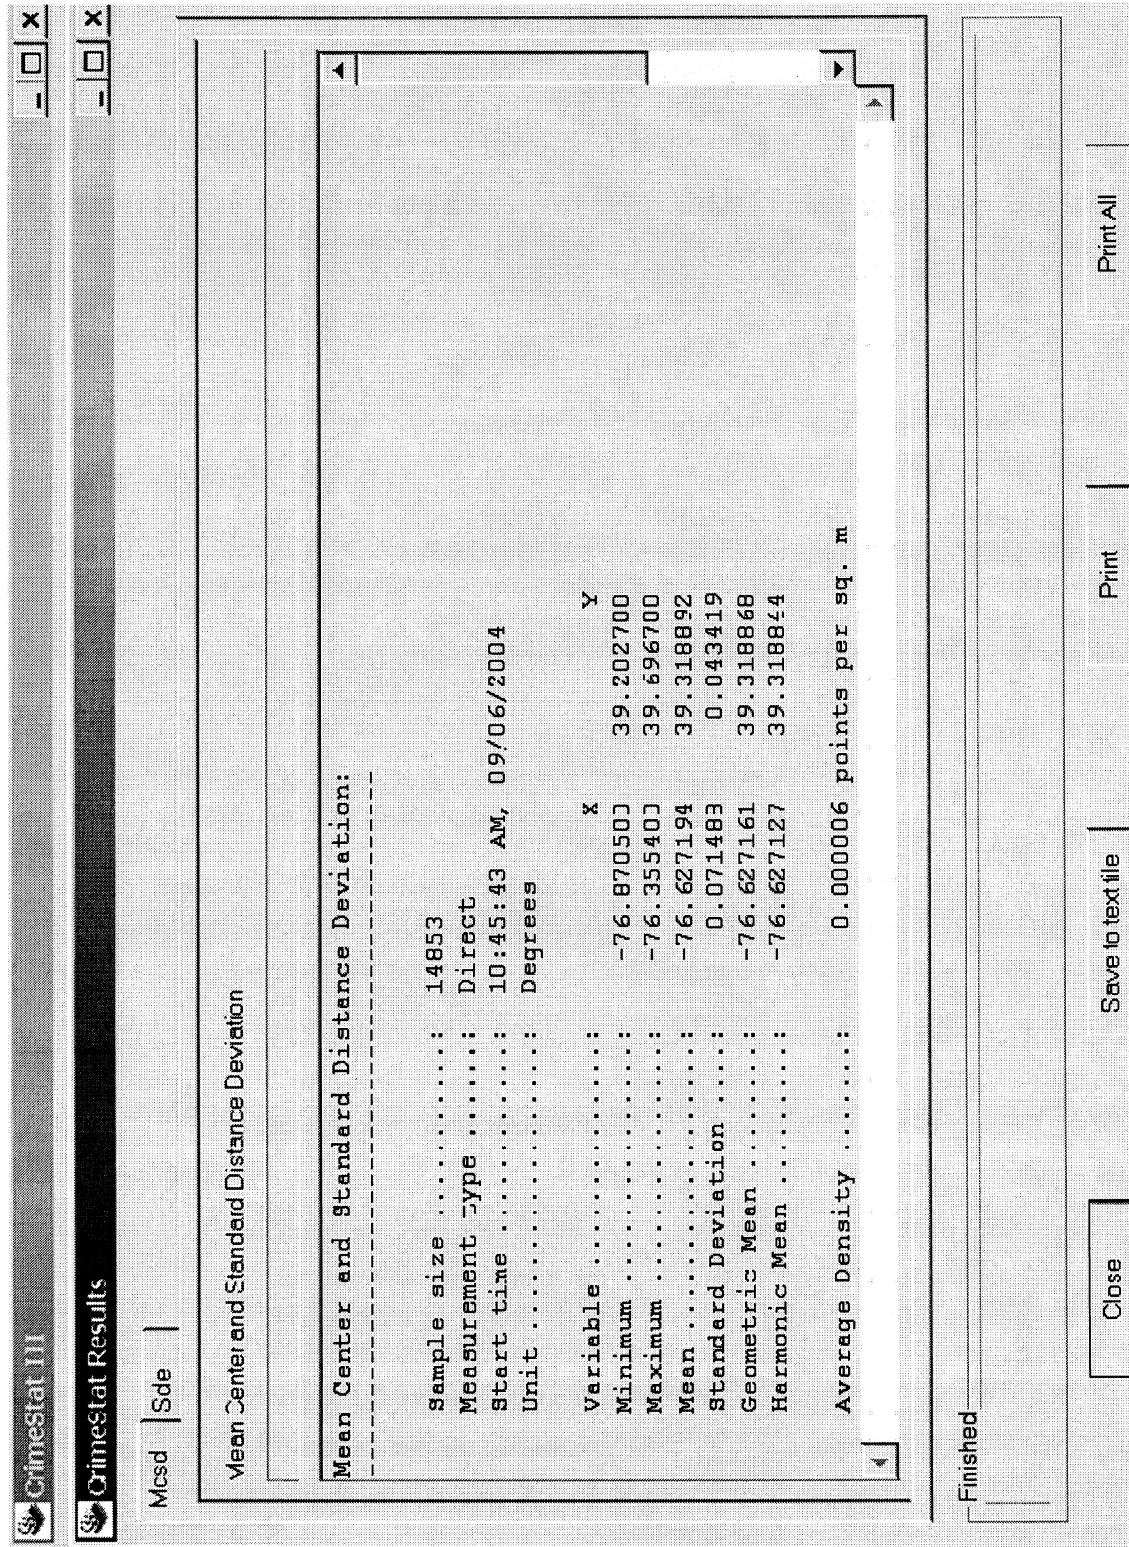 CrimeStat III
CrimeStat Results
Mcsd Sde
Mean Center and Standard Distance Deviation
Mean Center and Standard Distance Deviation:
--------------------------------------------
Sample size ...........: 14853
Measurement type ......: Direct
Start time ............: 10:45:43 AM, 09/06/2004
Unit ..................: Degrees
Variable ..............: X Y
Minimum ...............: -76.870500 39.202700
Maximum ...............: -76.355400 39.696700
Mean ..................: -76.627194 39.318892
Standard Deviation ....: 0.071483 0.043419
Geometric Mean ........: -76.627161 39.318868
Harmonic Mean .........: -76.627127 39.318844
Average Density .......: 0.000006 points per sq. m
Finished
Close Save to text file Print Print All